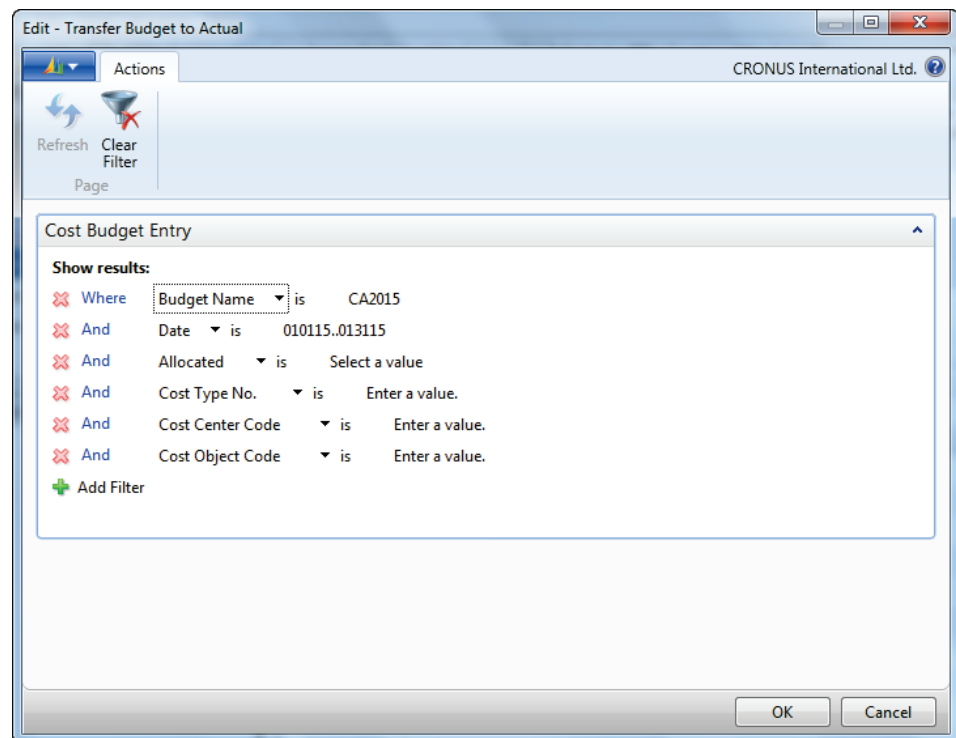 Edit - Transfer Budget to Actual
Actions
CRONUS International Ltd.
Refresh Clear Filter
Page
Cost Budget Entry
Show results:
Where Budget Name is CA2015
And Date is 010115..013115
And Allocated is Select a value
And Cost Type No. is Enter a value.
And Cost Center Code is Enter a value.
And Cost Object Code is Enter a value.
Add Filter
OK Cancel